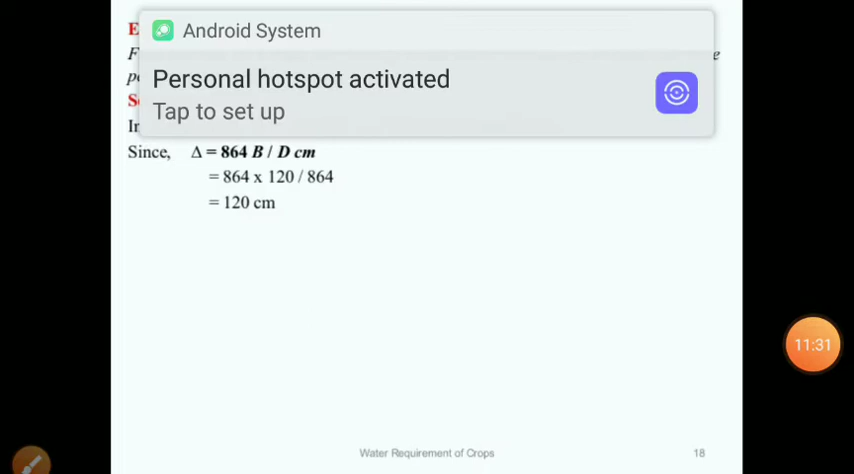 E
Android System
F
e
Personal hotspot activated
Tap to set up
S
In
Since, Δ = 864 B / D cm
= 864 x 120 / 864
= 120 cm
11:31
Water Requirement of Crops 18